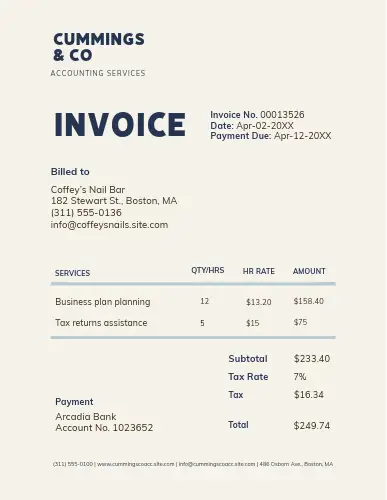 CUMMINGS
& CO
ACCOUNTING SERVICES
INVOICE
Invoice No. 00013526
Date: Apr-02-20XX
Payment Due: Apr-12-20XX
Billed to
Coffey's Nail Bar
182 Stewart St., Boston, MA
(311) 555-0136
info@coffeysnails.site.com
SERVICES QTY/HRS HR RATE AMOUNT
Business plan planning 12 $13.20 $158.40
Tax returns assistance 5 $15 $75
Subtotal $233.40
Tax Rate 7%
Tax $16.34
Total $249.74
Payment
Arcadia Bank
Account No. 1023652
(311) 555-0100 | www.cummingscoacc.site.com | info@cummingscoacc.site.com | 486 Osborn Ave., Boston, MA